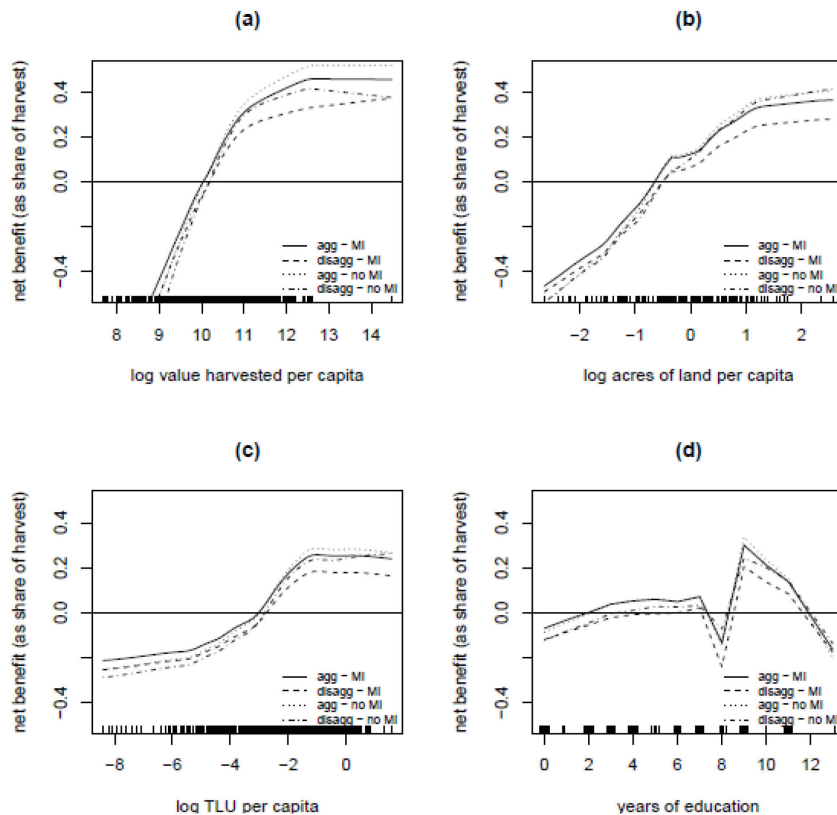 (a)
net benefit (as share of harvest)
0.4
0.2
0.0
−0.4
agg − MI
disagg − MI
agg − no MI
disagg − no MI
8 9 10 11 12 13 14
log value harvested per capita
(b)
net benefit (as share of harvest)
0.4
0.2
0.0
−0.4
agg − MI
disagg − MI
agg − no MI
disagg − no MI
−2 −1 0 1 2
log acres of land per capita
(c)
net benefit (as share of harvest)
0.4
0.2
0.0
−0.4
agg − MI
disagg − MI
agg − no MI
disagg − no MI
−8 −6 −4 −2 0
log TLU per capita
(d)
net benefit (as share of harvest)
0.4
0.2
0.0
−0.4
agg − MI
disagg − MI
agg − no MI
disagg − no MI
0 2 4 6 8 10 12
years of education